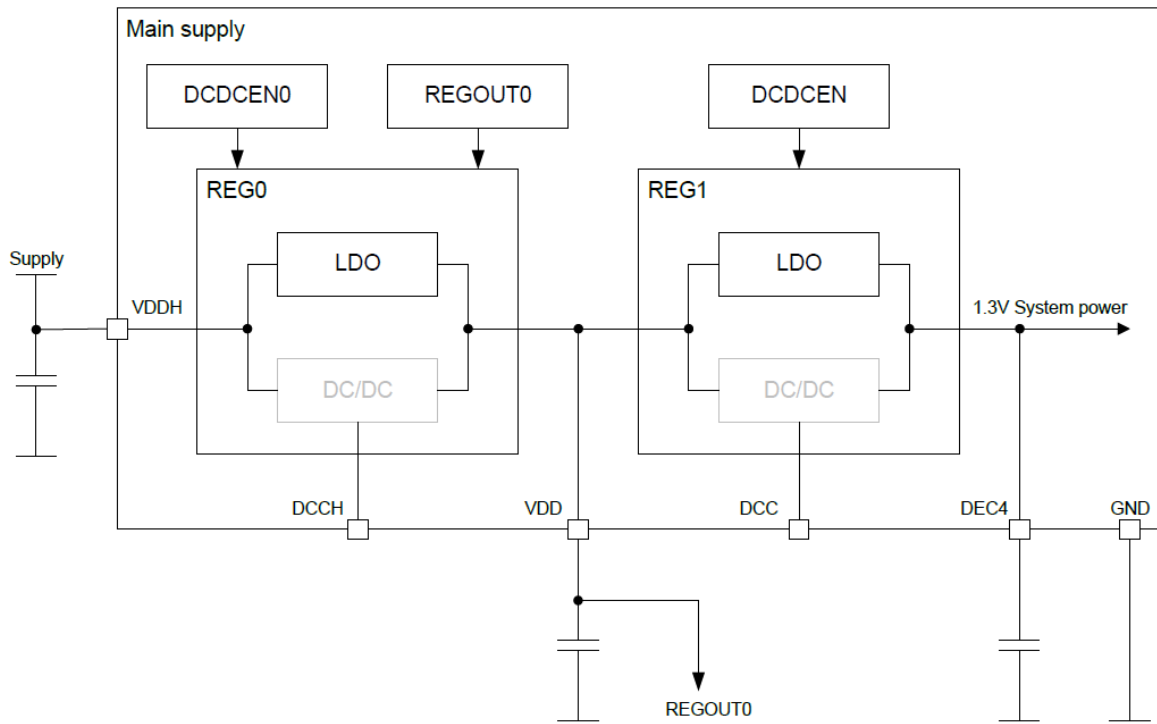 Main supply
DCDCEN0
REGOUT0
DCDCEN
REG0
REG1
LDO
LDO
Supply
VDDH
1.3V System power
DC/DC
DC/DC
DCCH
VDD
DCC
DEC4
GND
REGOUT0